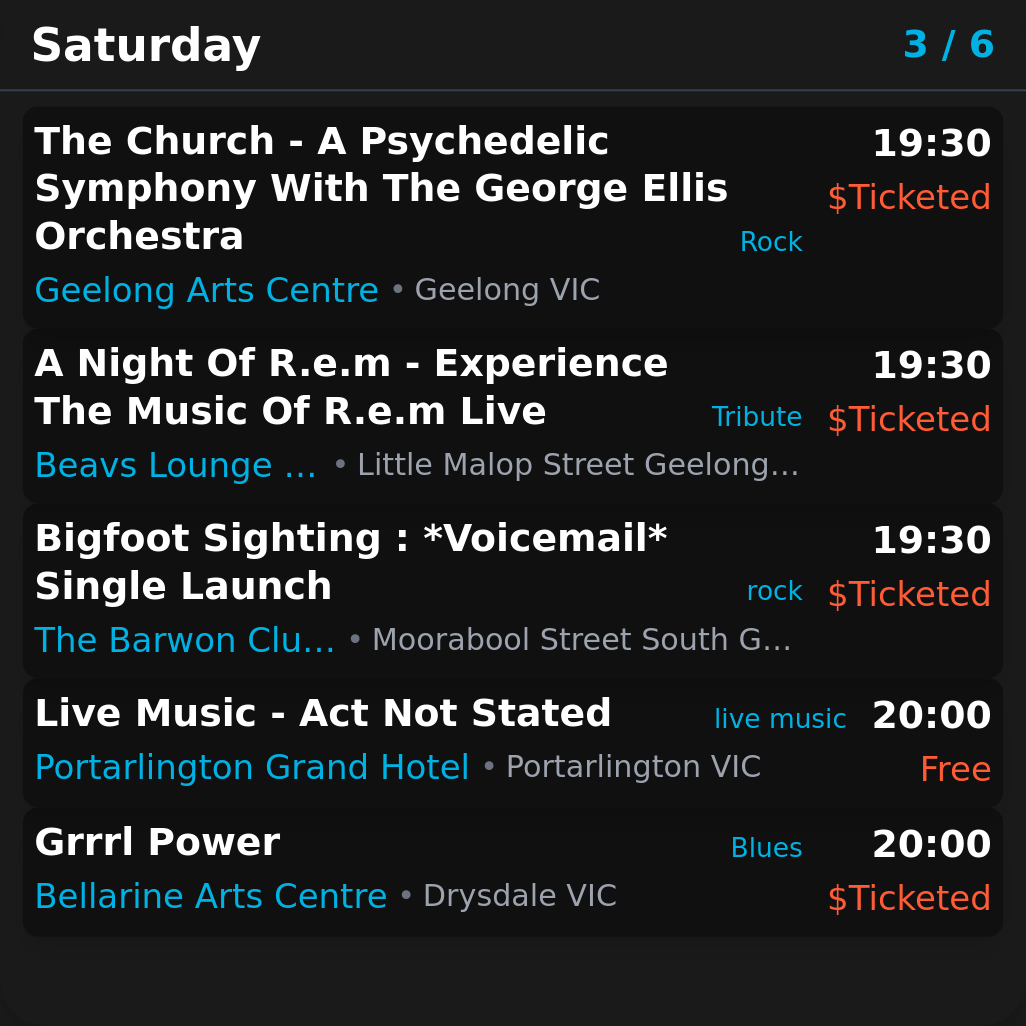 Saturday
3 / 6
The Church - A Psychedelic
Symphony With The George Ellis
Orchestra
Rock
19:30
$Ticketed
Geelong Arts Centre • Geelong VIC
A Night Of R.e.m - Experience
The Music Of R.e.m Live
Tribute
19:30
$Ticketed
Beavs Lounge ... • Little Malop Street Geelong...
Bigfoot Sighting : *Voicemail*
Single Launch
rock
19:30
$Ticketed
The Barwon Clu... • Moorabool Street South G...
Live Music - Act Not Stated
live music
20:00
Portarlington Grand Hotel • Portarlington VIC
Free
Grrrl Power
Blues
20:00
Bellarine Arts Centre • Drysdale VIC
$Ticketed